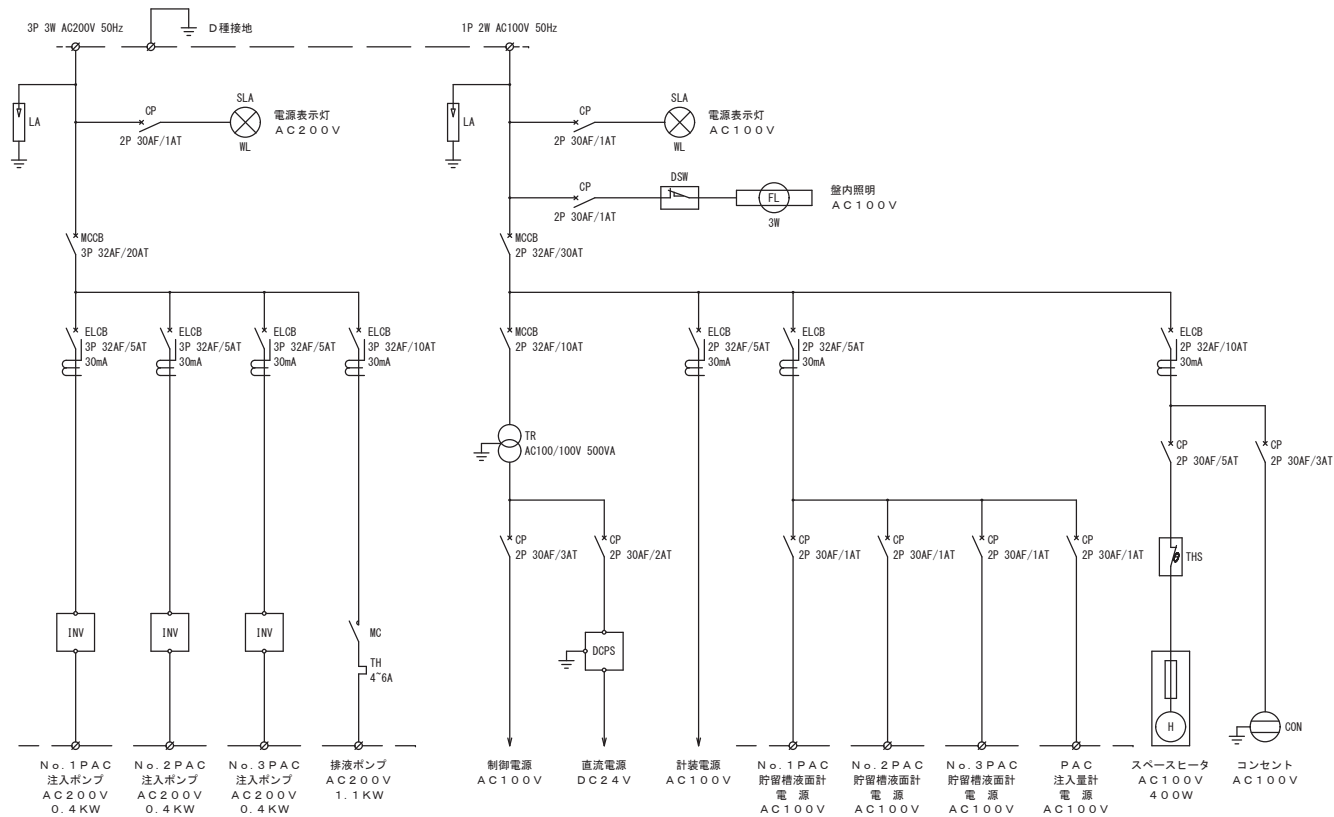 3P 3W AC200V 50Hz
D種接地
1P 2W AC100V 50Hz
LA
CP
2P 30AF/1AT
SLA
WL
電源表示灯
AC200V
LA
CP
2P 30AF/1AT
SLA
WL
電源表示灯
AC100V
CP
2P 30AF/1AT
DSW
FL
3W
盤内照明
AC100V
MCCB
3P 32AF/20AT
MCCB
2P 32AF/30AT
ELCB
3P 32AF/5AT
30mA
ELCB
3P 32AF/5AT
30mA
ELCB
3P 32AF/5AT
30mA
ELCB
3P 32AF/10AT
30mA
MCCB
2P 32AF/10AT
ELCB
2P 32AF/5AT
30mA
ELCB
2P 32AF/5AT
30mA
ELCB
2P 32AF/10AT
30mA
TR
AC100/100V 500VA
CP
2P 30AF/5AT
CP
2P 30AF/3AT
CP
2P 30AF/3AT
CP
2P 30AF/2AT
CP
2P 30AF/1AT
CP
2P 30AF/1AT
CP
2P 30AF/1AT
CP
2P 30AF/1AT
THS
INV
INV
INV
MC
TH
4~6A
DCPS
H
CON
No.1PAC
注入ポンプ
AC200V
0.4KW
No.2PAC
注入ポンプ
AC200V
0.4KW
No.3PAC
注入ポンプ
AC200V
0.4KW
排液ポンプ
AC200V
1.1KW
制御電源
AC100V
直流電源
DC24V
計装電源
AC100V
No.1PAC
貯留槽液面計
電 源
AC100V
No.2PAC
貯留槽液面計
電 源
AC100V
No.3PAC
貯留槽液面計
電 源
AC100V
PAC
注入量計
電 源
AC100V
スペースヒータ
AC100V
400W
コンセント
AC100V